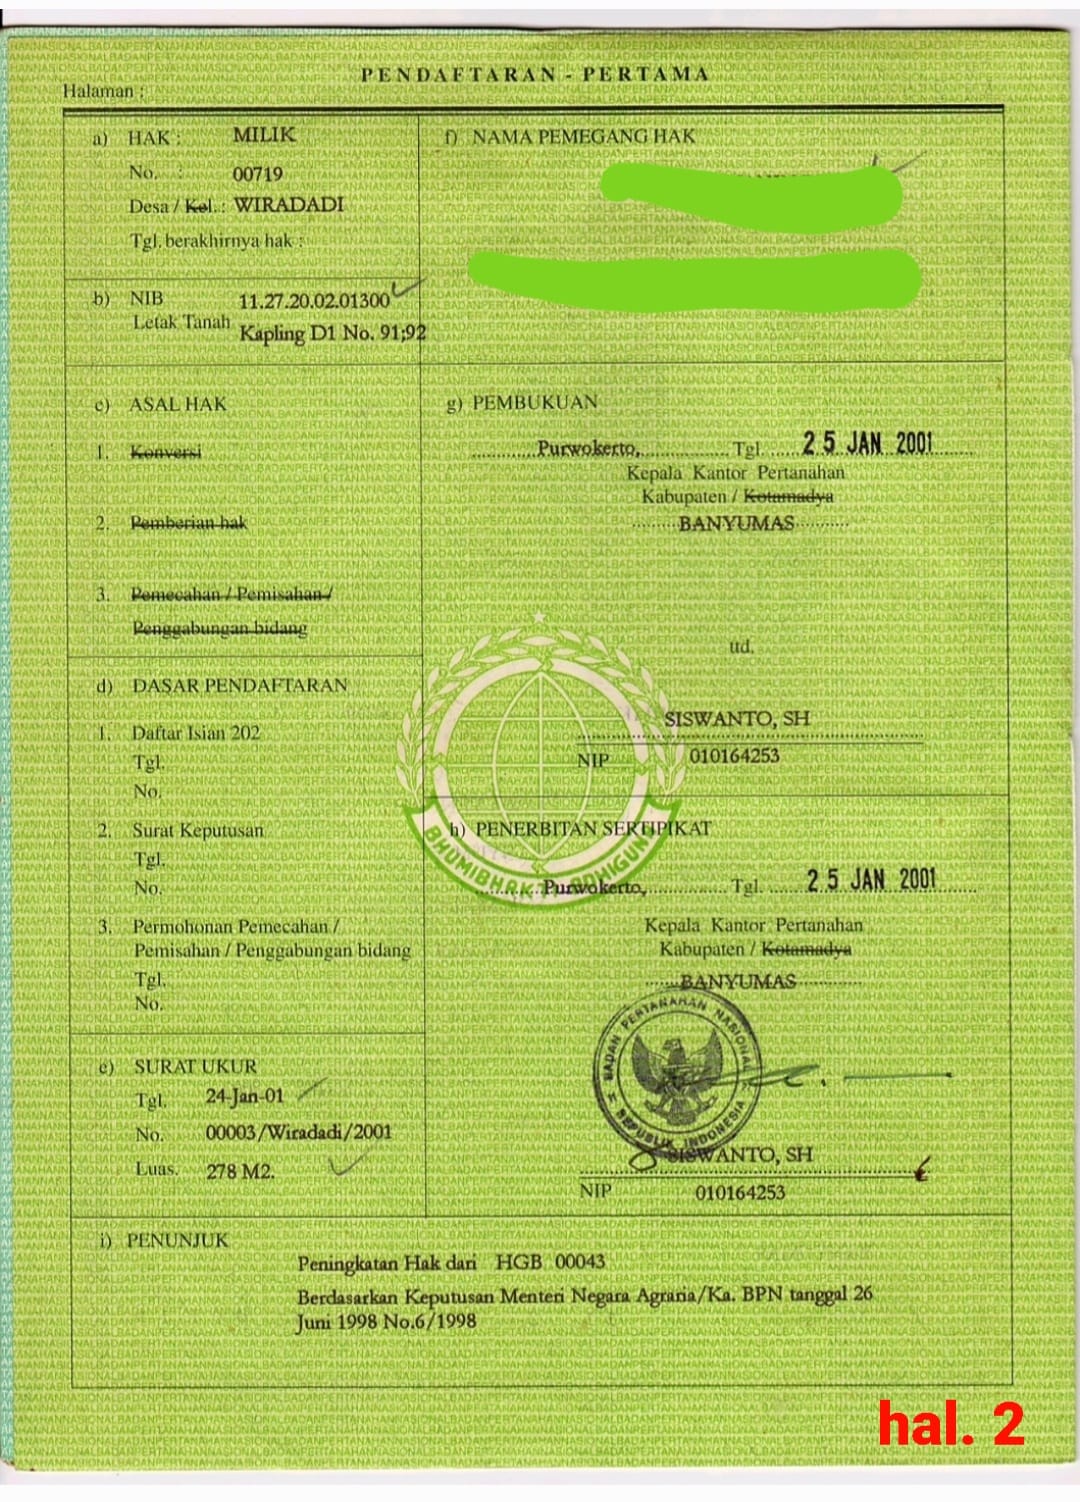 PENDAFTARAN - PERTAMA
Halaman :
a) HAK : MILIK
No. : 00719
Desa / Kel. : WIRADADI
Tgl. berakhirnya hak :
b) NIB 11.27.20.02.01300
Letak Tanah Kapling D1 No. 91;92
c) ASAL HAK
1. Konversi
2. Pemberian hak
3. Pemecahan / Pemisahan /
Penggabungan bidang
d) DASAR PENDAFTARAN
1. Daftar Isian 202
Tgl.
No.
2. Surat Keputusan
Tgl.
No.
3. Permohonan Pemecahan /
Pemisahan / Penggabungan bidang
Tgl.
No.
e) SURAT UKUR
Tgl. 24-Jan-01
No. 00003/Wiradadi/2001
Luas. 278 M2.
f) NAMA PEMEGANG HAK
g) PEMBUKUAN
Purwokerto, Tgl. 25 JAN 2001
Kepala Kantor Pertanahan
Kabupaten / Kotamadya
BANYUMAS
ttd.
SISWANTO, SH
NIP 010164253
h) PENERBITAN SERTIPIKAT
Purwokerto, Tgl. 25 JAN 2001
Kepala Kantor Pertanahan
Kabupaten / Kotamadya
BANYUMAS
BADAN PERTANAHAN NASIONAL
REPUBLIK INDONESIA
SISWANTO, SH
NIP 010164253
i) PENUNJUK
Peningkatan Hak dari HGB 00043
Berdasarkan Keputusan Menteri Negara Agraria/Ka. BPN tanggal 26
Juni 1998 No.6/1998
hal. 2